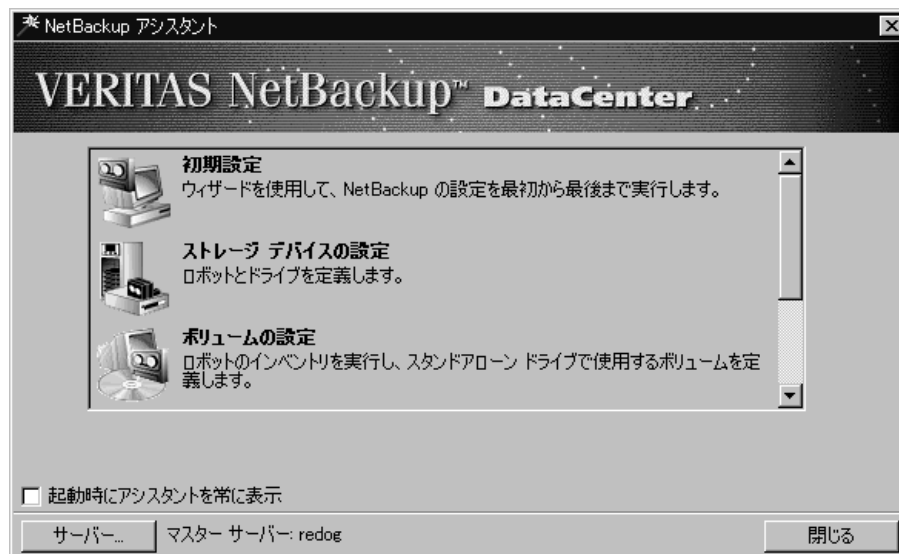 NetBackup アシスタント
VERITAS NetBackup™ DataCenter
初期設定
ウィザードを使用して、NetBackup の設定を最初から最後まで実行します。
ストレージ デバイスの設定
ロボットとドライブを定義します。
ボリュームの設定
ロボットのインベントリを実行し、スタンドアローン ドライブで使用するボリュームを定
義します。
起動時にアシスタントを常に表示
サーバー...
マスター サーバー: redog
閉じる